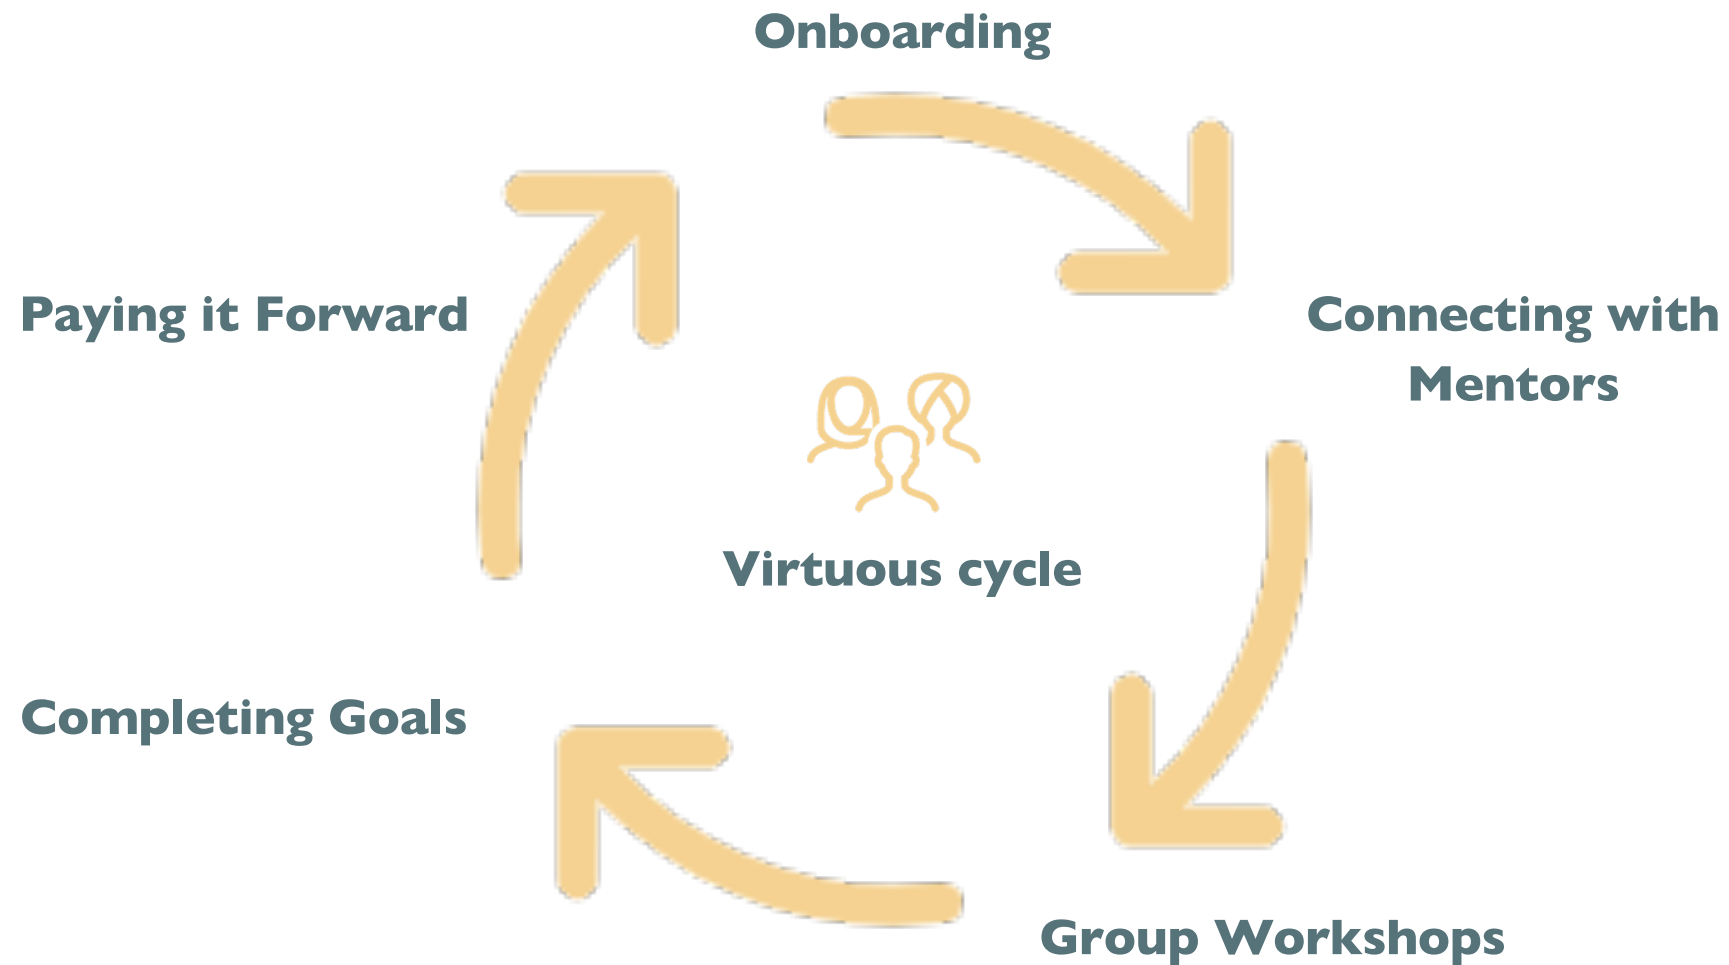 Onboarding
Connecting with
Mentors
Group Workshops
Completing Goals
Paying it Forward
Virtuous cycle